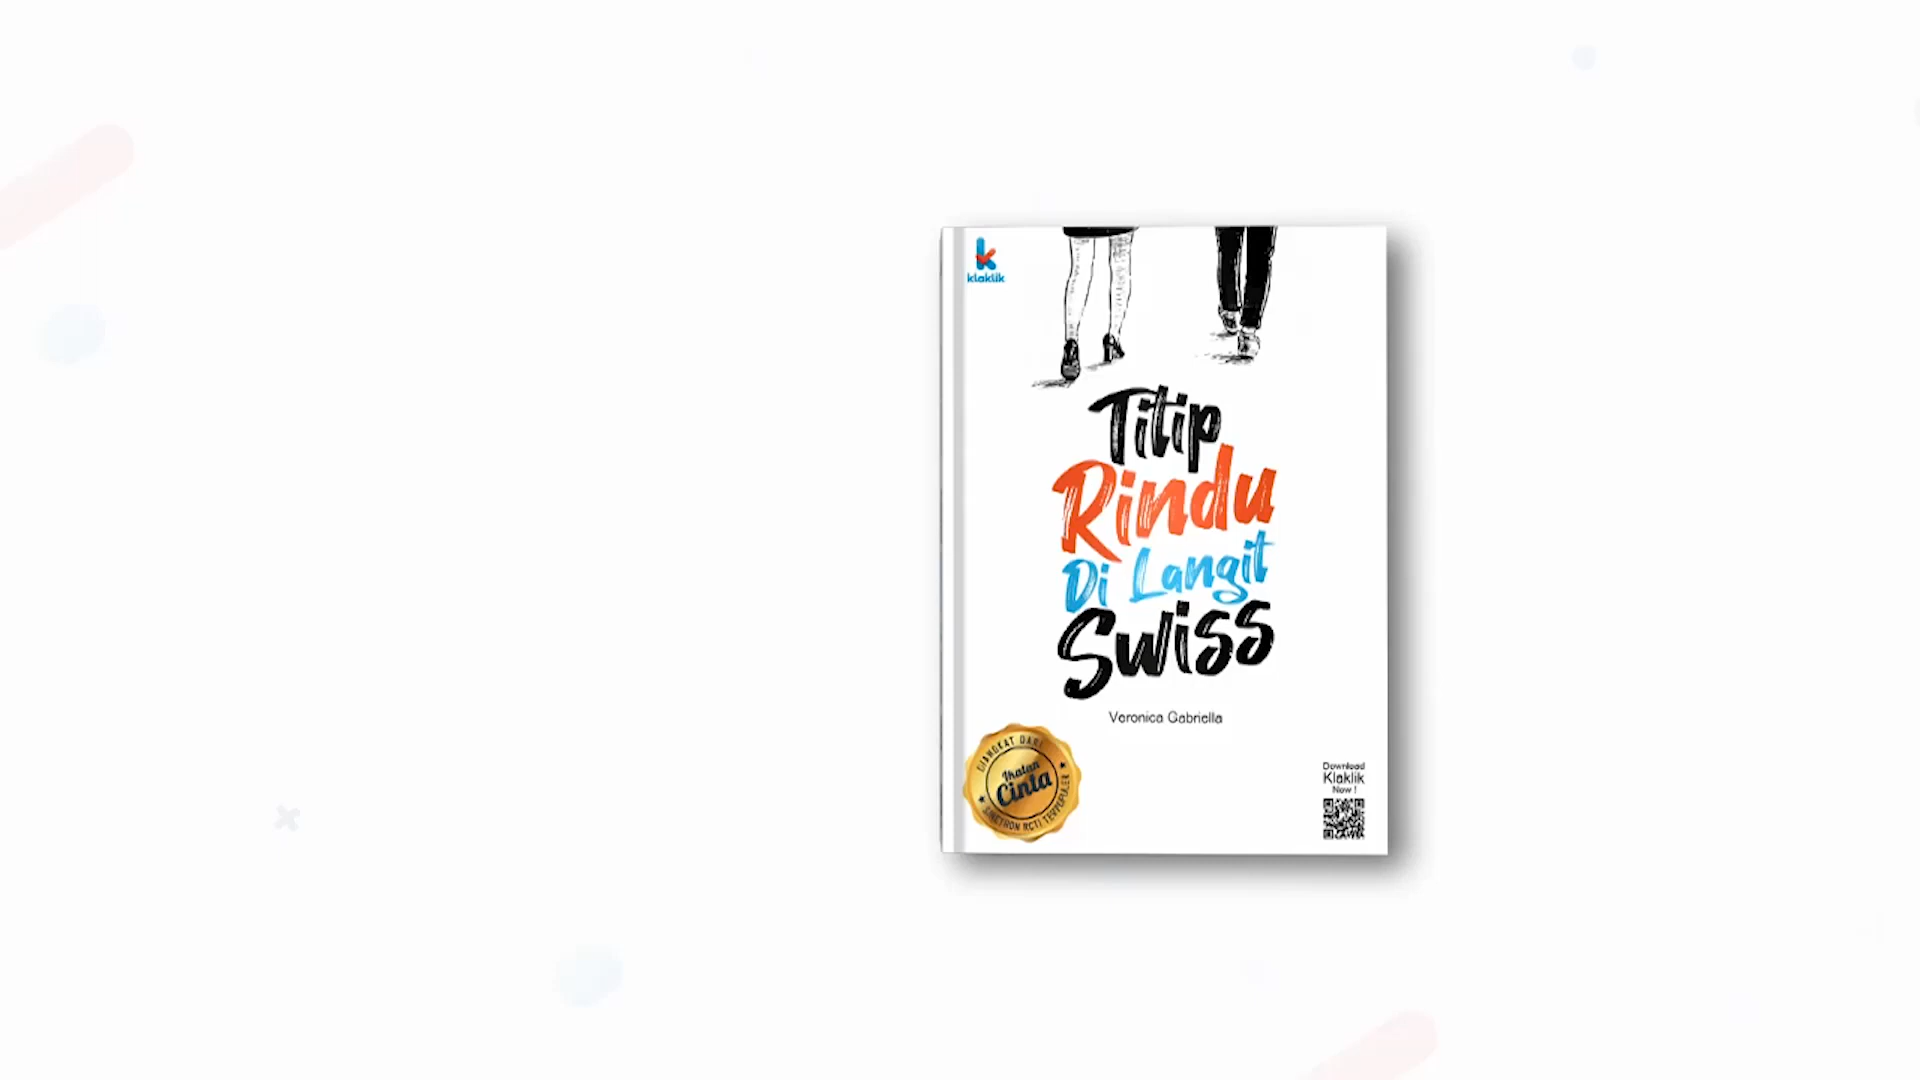 klaklik
Titip
Rindu
Di Langit
Swiss
Veronica Gabriella
DIANGKAT DARI
Ikatan
Cinta
SINETRON RCTI TERPOPULER
Download
Klaklik
Now !